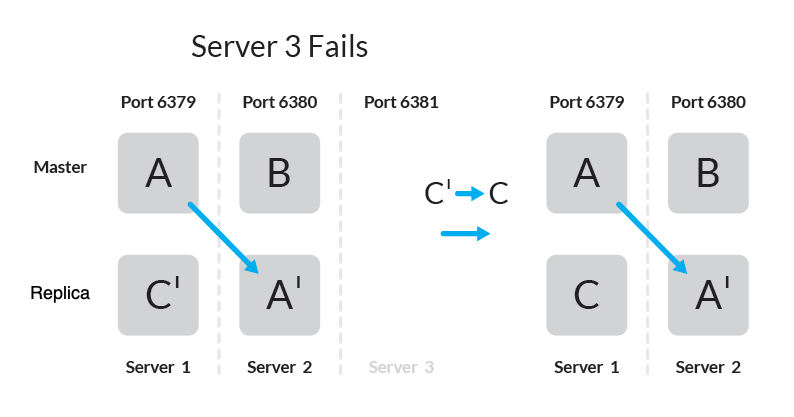 Server 3 Fails
Port 6379 Port 6380 Port 6381 Port 6379 Port 6380
Master A B A B
C' C
Replica C' A' C A'
Server 1 Server 2 Server 3 Server 1 Server 2